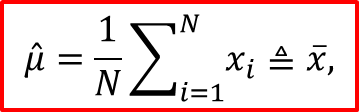 μ̂ = 1/N ∑_{i=1}^{N} x_i ≜ x̄,